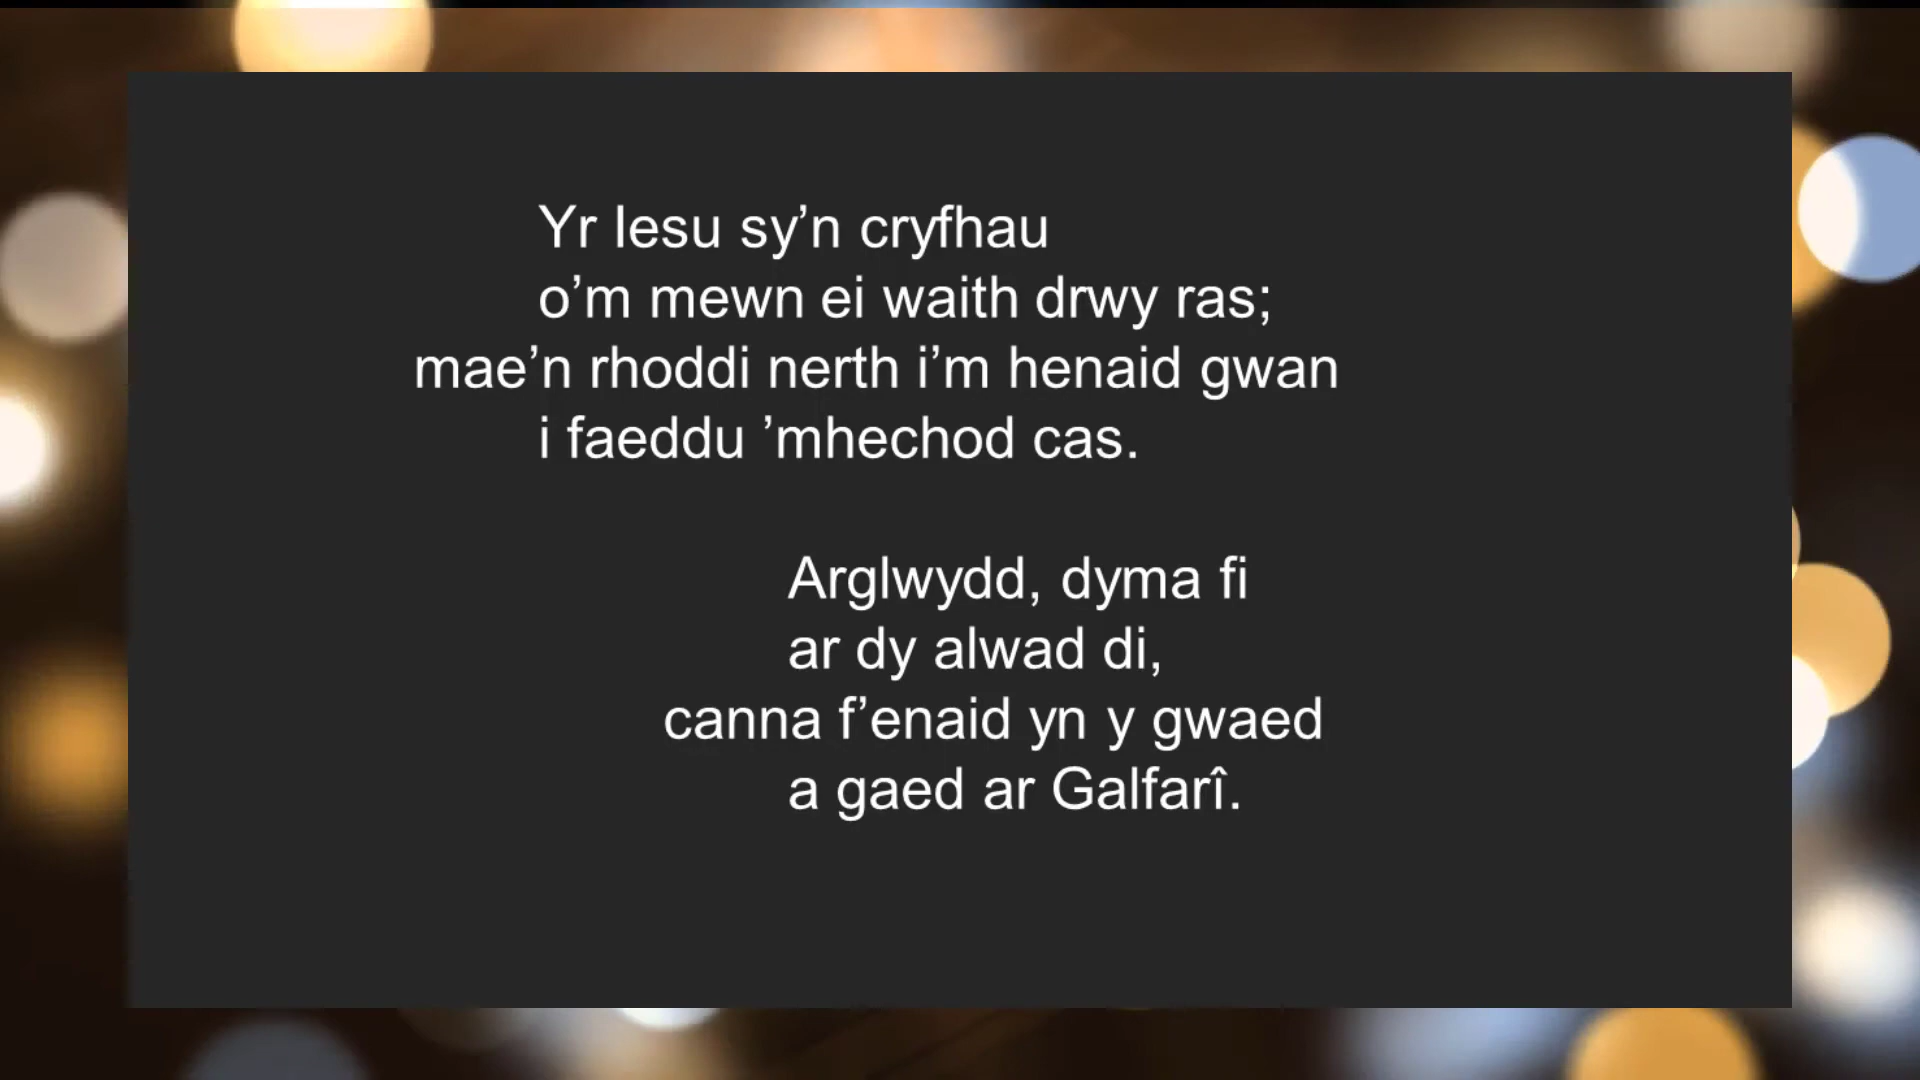 Yr Iesu sy’n cryfhau
o’m mewn ei waith drwy ras;
mae’n rhoddi nerth i’m henaid gwan
i faeddu ’mhechod cas.
Arglwydd, dyma fi
ar dy alwad di,
canna f’enaid yn y gwaed
a gaed ar Galfarî.